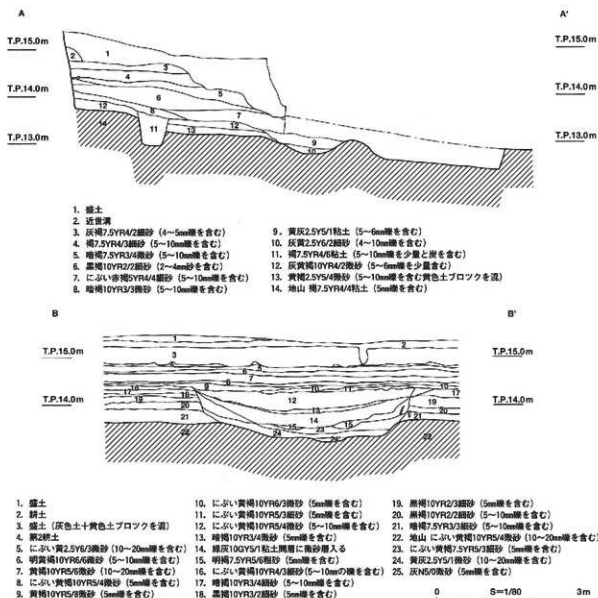 A A'
T.P.15.0m T.P.15.0m
T.P.14.0m T.P.14.0m
T.P.13.0m T.P.13.0m
1. 盛土
2. 近世溝
3. 灰褐7.5YR4/2細砂（4〜5mm礫を含む）
4. 褐7.5YR4/3細砂（5〜10mm礫を含む）
5. 暗褐7.5YR3/4微砂（5〜10mm礫を含む）
6. 黒褐10YR2/2細砂（2〜4mm砂を含む）
7. にぶい赤褐5YR4/4細砂（5〜10mm礫を含む）
8. 暗褐10YR3/3微砂（5〜10mm礫を含む）
9. 黄灰2.5Y5/1粘土（5〜6mm礫を含む）
10. 灰黄2.5Y6/2細砂（4〜10mm礫を含む）
11. 褐7.5YR4/6粘土（5〜10mm礫を少量と炭を含む）
12. 灰黄褐10YR4/2微砂（5〜6mm礫を少量含む）
13. 黄褐2.5Y5/4微砂（5〜10mm礫を含む黄色土ブロツクを混）
14. 地山 褐7.5YR4/4粘土（5mm礫を含む）
B B'
T.P.15.0m T.P.15.0m
T.P.14.0m T.P.14.0m
1. 盛土
2. 耕土
3. 盛土（灰色土＋黄色土ブロツクを混）
4. 第2耕土
5. にぶい黄2.5Y6/3微砂（10〜20mm礫を含む）
6. 明黄褐10YR6/6微砂（5〜10mm礫を含む）
7. 黄褐10YR5/6微砂（10〜20mm礫を含む）
8. にぶい黄褐10YR5/4微砂（5mm礫を含む）
9. 黄褐10YR5/8微砂（5mm礫を含む）
10. にぶい黄褐10YR6/3微砂（5mm礫を含む）
11. にぶい黄褐10YR5/3細砂（5mm礫を含む）
12. にぶい黄褐10YR5/4微砂（5〜10mm礫を含む）
13. 暗褐10YR3/4微砂（5mm礫を含む）
14. 緑灰10GY5/1粘土間層に微砂層入る
15. 明褐7.5YR5/6粗砂（5mm礫を含む）
16. にぶい黄褐10YR4/3細砂（5〜10mmの礫を含む）
17. 暗褐10YR3/4細砂（5〜10mm礫を含む）
18. 黒褐10YR3/2細砂（5mm礫を含む）
19. 黒褐10YR2/3細砂（5mm礫を含む）
20. 黒褐10YR2/2細砂（5mm礫を含む）
21. 暗褐7.5YR3/3細砂（5〜10mm礫を含む）
22. 地山 にぶい黄褐10YR5/4微砂（10〜20mm礫を含む）
23. にぶい黄褐7.5YR5/3細砂（5mm礫を含む）
24. 黄灰2.5Y5/1微砂（10〜20mm礫を含む）
25. 灰N5/0微砂（5mm礫を含む）
0 S=1/80 3m